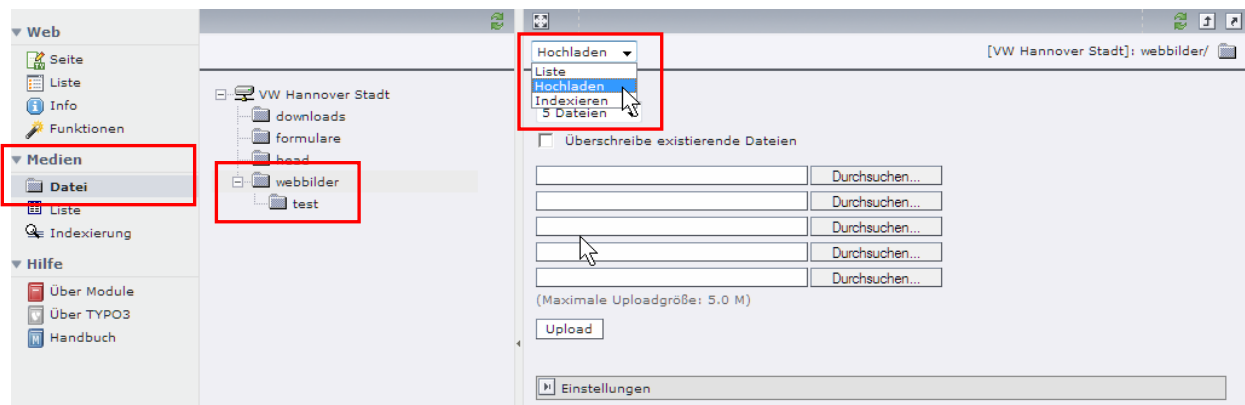 Web
Seite
Liste
Info
Funktionen
Medien
Datei
Liste
Indexierung
Hilfe
Über Module
Über TYPO3
Handbuch
VW Hannover Stadt
downloads
formulare
head
webbilder
test
Hochladen
[VW Hannover Stadt]: webbilder/
Liste
Hochladen
Indexieren
5 Dateien
Überschreibe existierende Dateien
Durchsuchen...
Durchsuchen...
Durchsuchen...
Durchsuchen...
Durchsuchen...
(Maximale Uploadgröße: 5.0 M)
Upload
Einstellungen